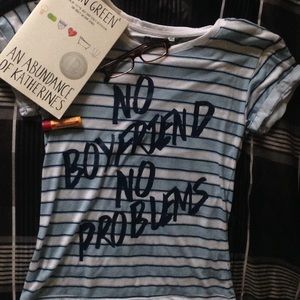 GREEN
AN ABUNDANCE
OF KATHERINES
NO
BOYFRIEND
NO
PROBLEMS